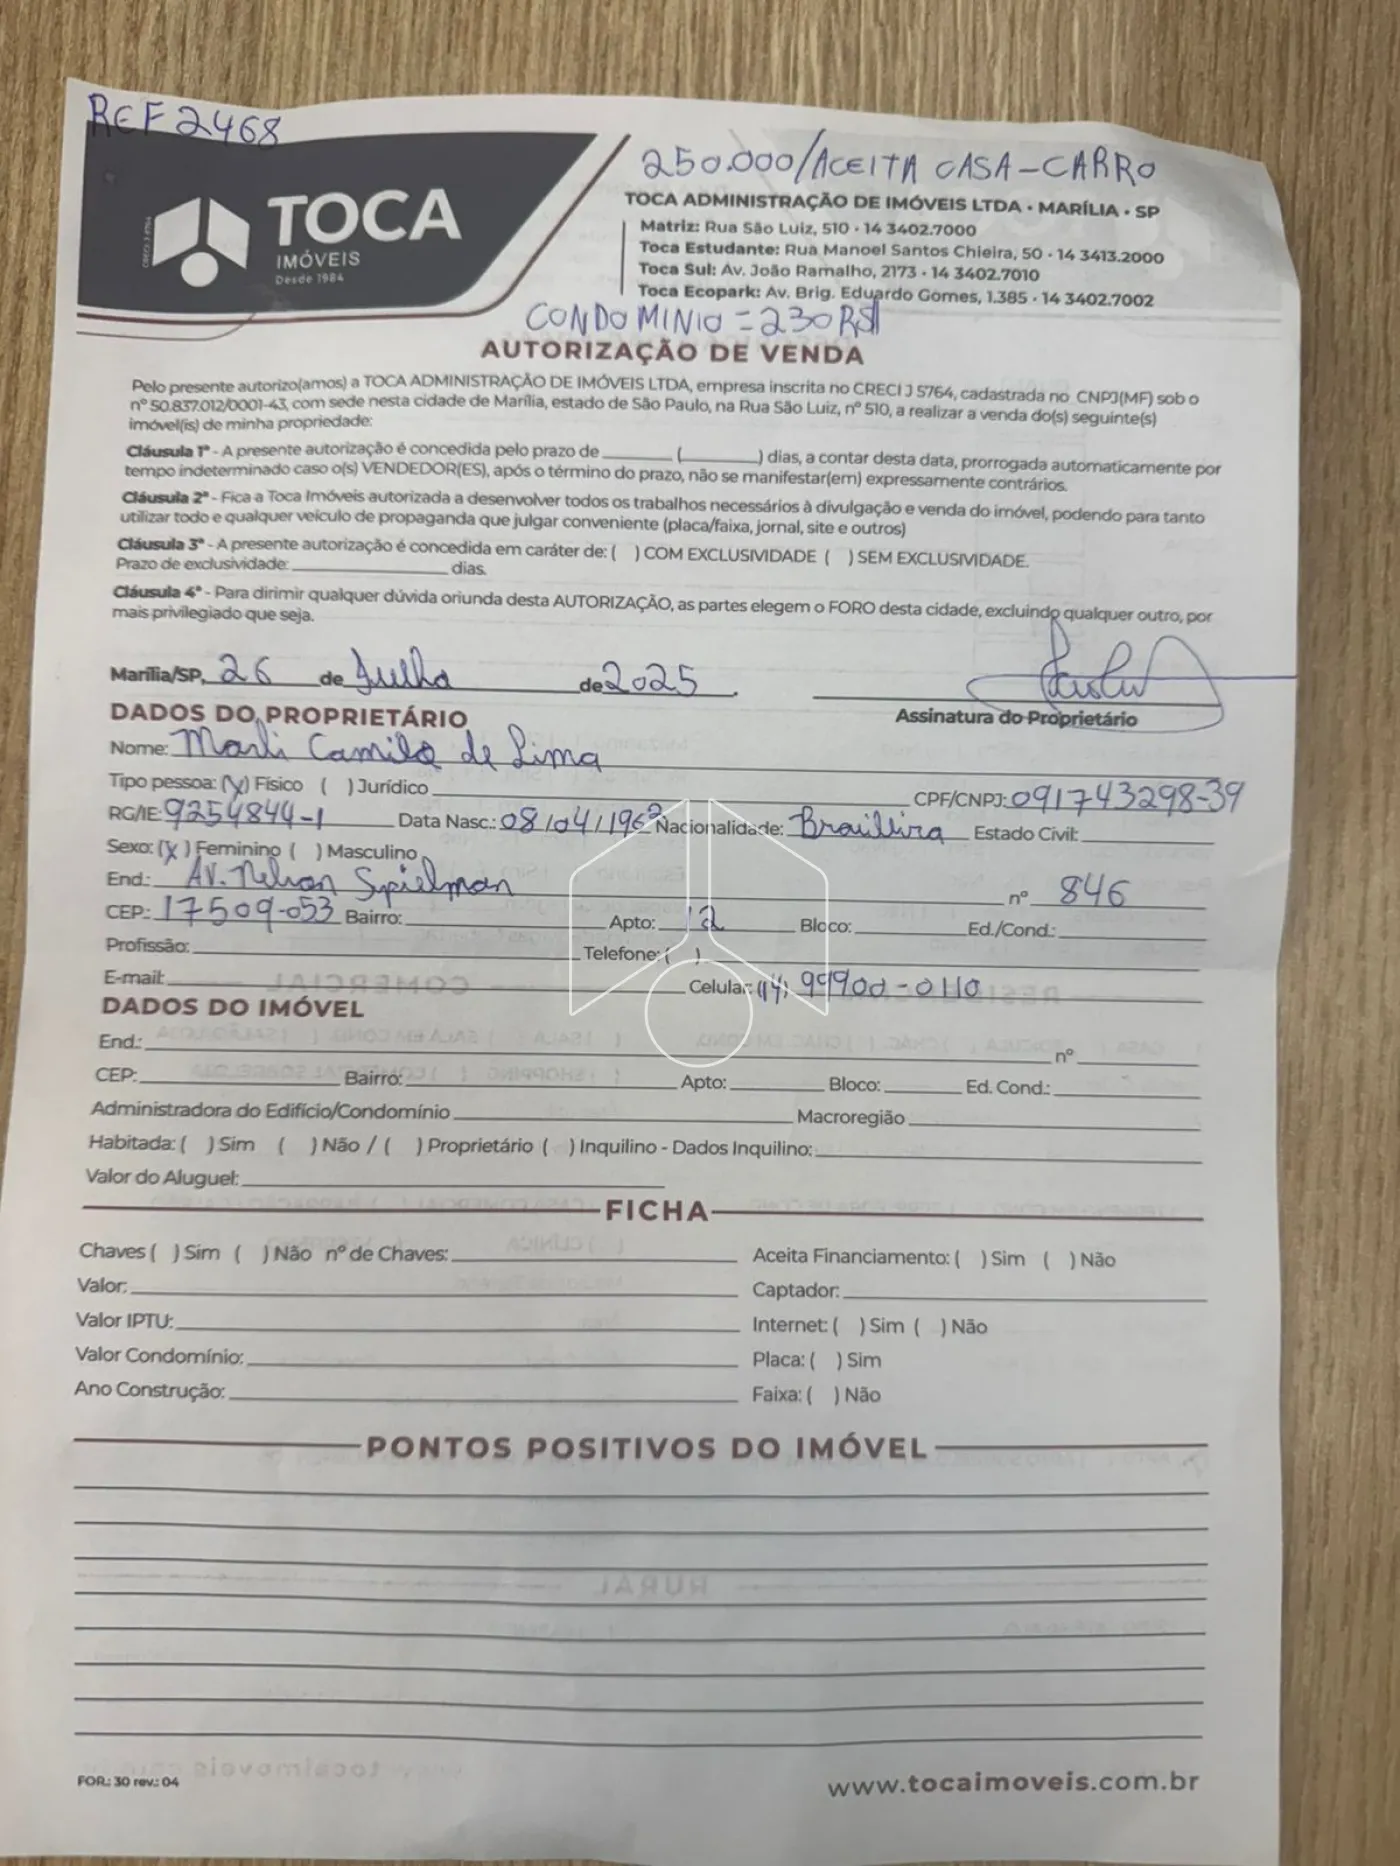 REF 2468
250.000/ACEITA CASA-CARRO
CRECI J 5764
TOCA
IMÓVEIS
Desde 1984
TOCA ADMINISTRAÇÃO DE IMÓVEIS LTDA • MARÍLIA • SP
Matriz: Rua São Luiz, 510 • 14 3402.7000
Toca Estudante: Rua Manoel Santos Chieira, 50 • 14 3413.2000
Toca Sul: Av. João Ramalho, 2173 • 14 3402.7010
Toca Ecopark: Av. Brig. Eduardo Gomes, 1.385 • 14 3402.7002
CONDOMINIO = 230R$
AUTORIZAÇÃO DE VENDA
Pelo presente autorizo(amos) a TOCA ADMINISTRAÇÃO DE IMÓVEIS LTDA, empresa inscrita no CRECI J 5764, cadastrada no CNPJ(MF) sob o
nº 50.837.012/0001-43, com sede nesta cidade de Marília, estado de São Paulo, na Rua São Luiz, nº 510, a realizar a venda do(s) seguinte(s)
imóvel(is) de minha propriedade:
Cláusula 1ª - A presente autorização é concedida pelo prazo de ______ (______) dias, a contar desta data, prorrogada automaticamente por
tempo indeterminado caso o(s) VENDEDOR(ES), após o término do prazo, não se manifestar(em) expressamente contrários.
Cláusula 2ª - Fica a Toca Imóveis autorizada a desenvolver todos os trabalhos necessários à divulgação e venda do imóvel, podendo para tanto
utilizar todo e qualquer veículo de propaganda que julgar conveniente (placa/faixa, jornal, site e outros)
Cláusula 3ª - A presente autorização é concedida em caráter de: ( ) COM EXCLUSIVIDADE ( ) SEM EXCLUSIVIDADE.
Prazo de exclusividade: ______ dias.
Cláusula 4ª - Para dirimir qualquer dúvida oriunda desta AUTORIZAÇÃO, as partes elegem o FORO desta cidade, excluindo qualquer outro, por
mais privilegiado que seja.
Marília/SP, 26 de Julho de 2025.
Assinatura do Proprietário
DADOS DO PROPRIETÁRIO
Nome: Marli Camilo de Lima
Tipo pessoa: (X) Físico ( ) Jurídico CPF/CNPJ: 091743298-39
RG/IE: 9254844-1 Data Nasc.: 08/04/1962 Nacionalidade: Brasileira Estado Civil:
Sexo: (X) Feminino ( ) Masculino
End.: AV. Nelson Spielman nº 846
CEP: 17509-053 Bairro: Apto: 12 Bloco: Ed./Cond.:
Profissão: Telefone: ( )
E-mail: Celular: (14) 99900-0110
DADOS DO IMÓVEL
End.: nº
CEP: Bairro: Apto: Bloco: Ed. Cond.:
Administradora do Edifício/Condomínio Macroregião
Habitada: ( ) Sim ( ) Não / ( ) Proprietário ( ) Inquilino - Dados Inquilino:
Valor do Aluguel:
FICHA
Chaves ( ) Sim ( ) Não nº de Chaves: Aceita Financiamento: ( ) Sim ( ) Não
Valor: Captador:
Valor IPTU: Internet: ( ) Sim ( ) Não
Valor Condomínio: Placa: ( ) Sim
Ano Construção: Faixa: ( ) Não
PONTOS POSITIVOS DO IMÓVEL
FOR.: 30 rev.: 04
www.tocaimoveis.com.br